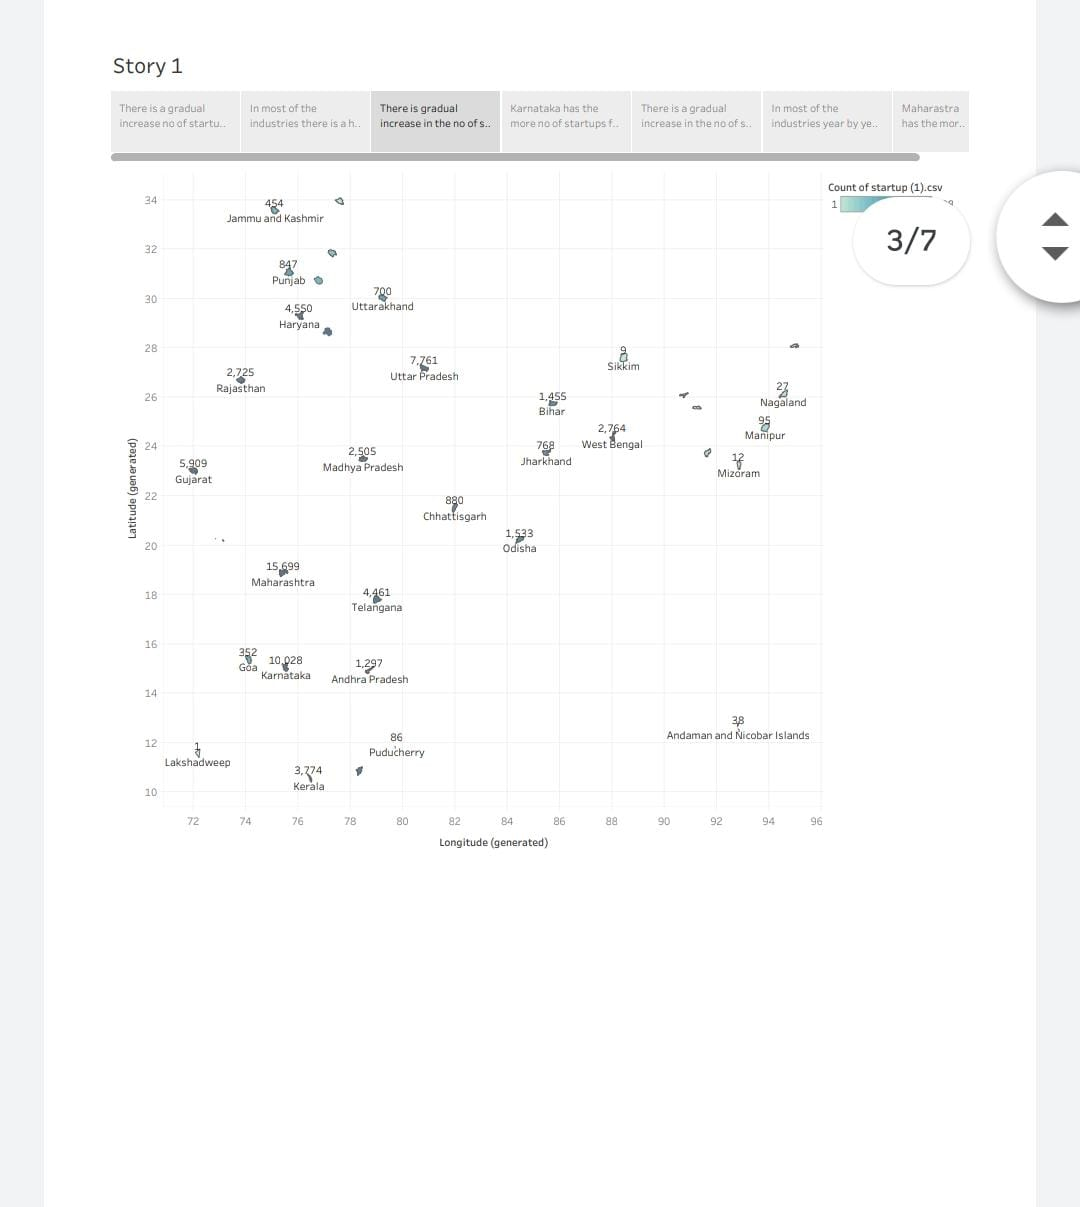 Story 1
There is a gradual
increase no of startu..
In most of the
industries there is a h..
There is gradual
increase in the no of s..
Karnataka has the
more no of startups f..
There is a gradual
increase in the no of s..
In most of the
industries year by ye..
Maharastra
has the mor..
Count of startup (1).csv
1
3/7
34
32
30
28
26
24
22
20
18
16
14
12
10
Latitude (generated)
454
Jammu and Kashmir
847
Punjab
700
Uttarakhand
4,550
Haryana
9
Sikkim
7,761
Uttar Pradesh
2,725
Rajasthan
27
Nagaland
1,455
Bihar
95
Manipur
2,764
West Bengal
768
Jharkhand
2,505
Madhya Pradesh
12
Mizoram
5,909
Gujarat
880
Chhattisgarh
1,533
Odisha
15,699
Maharashtra
4,461
Telangana
352
Goa
10,028
Karnataka
1,297
Andhra Pradesh
38
Andaman and Nicobar Islands
86
Puducherry
1
Lakshadweep
3,774
Kerala
72
74
76
78
80
82
84
86
88
90
92
94
96
Longitude (generated)